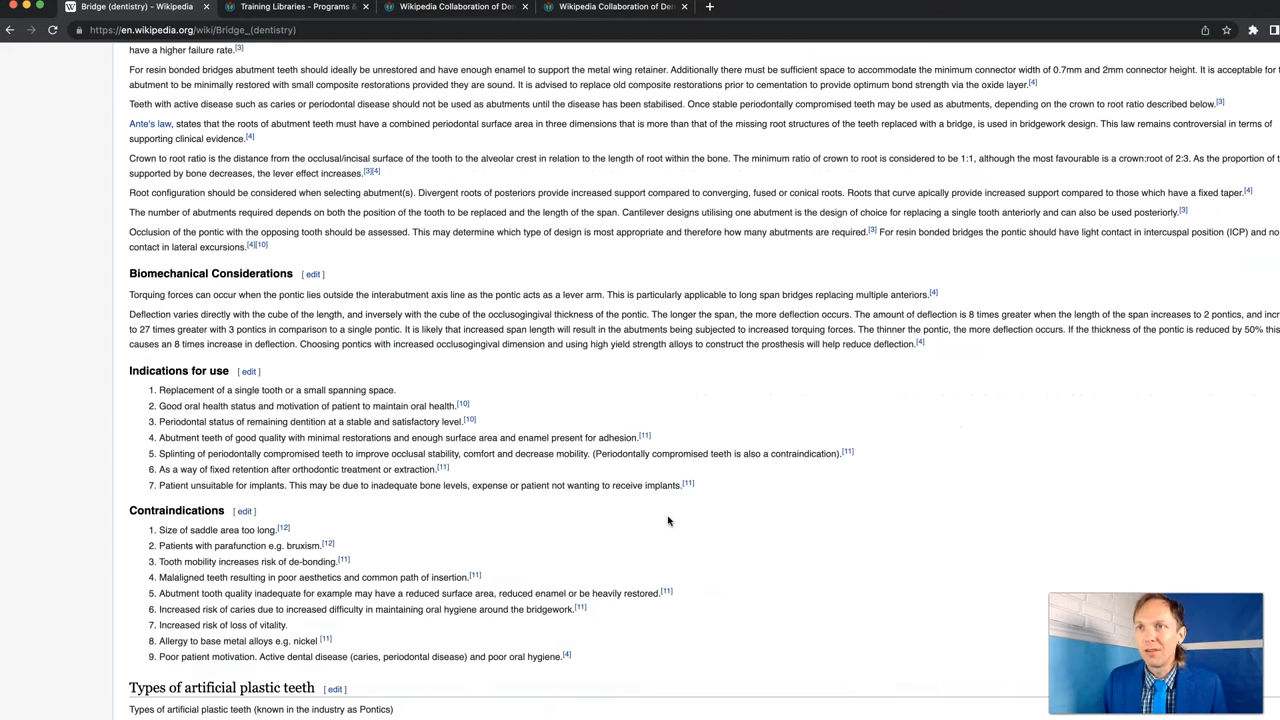 Bridge (dentistry) - Wikipedia
Training Libraries - Programs &
Wikipedia Collaboration of Den
Wikipedia Collaboration of Den
https://en.wikipedia.org/wiki/Bridge_(dentistry)
have a higher failure rate.[3]
For resin bonded bridges abutment teeth should ideally be unrestored and have enough enamel to support the metal wing retainer. Additionally there must be sufficient space to accommodate the minimum connector width of 0.7mm and 2mm connector height. It is acceptable for t
abutment to be minimally restored with small composite restorations provided they are sound. It is advised to replace old composite restorations prior to cementation to provide optimum bond strength via the oxide layer.[4]
Teeth with active disease such as caries or periodontal disease should not be used as abutments until the disease has been stabilised. Once stable periodontally compromised teeth may be used as abutments, depending on the crown to root ratio described below.[3]
Ante's law, states that the roots of abutment teeth must have a combined periodontal surface area in three dimensions that is more than that of the missing root structures of the teeth replaced with a bridge, is used in bridgework design. This law remains controversial in terms of
supporting clinical evidence.[4]
Crown to root ratio is the distance from the occlusal/incisal surface of the tooth to the alveolar crest in relation to the length of root within the bone. The minimum ratio of crown to root is considered to be 1:1, although the most favourable is a crown:root of 2:3. As the proportion of t
supported by bone decreases, the lever effect increases.[3][4]
Root configuration should be considered when selecting abutment(s). Divergent roots of posteriors provide increased support compared to converging, fused or conical roots. Roots that curve apically provide increased support compared to those which have a fixed taper.[4]
The number of abutments required depends on both the position of the tooth to be replaced and the length of the span. Cantilever designs utilising one abutment is the design of choice for replacing a single tooth anteriorly and can also be used posteriorly.[3]
Occlusion of the pontic with the opposing tooth should be assessed. This may determine which type of design is most appropriate and therefore how many abutments are required.[3] For resin bonded bridges the pontic should have light contact in intercuspal position (ICP) and no
contact in lateral excursions.[4][10]
Biomechanical Considerations [ edit ]
Torquing forces can occur when the pontic lies outside the interabutment axis line as the pontic acts as a lever arm. This is particularly applicable to long span bridges replacing multiple anteriors.[4]
Deflection varies directly with the cube of the length, and inversely with the cube of the occlusogingival thickness of the pontic. The longer the span, the more deflection occurs. The amount of deflection is 8 times greater when the length of the span increases to 2 pontics, and incr
to 27 times greater with 3 pontics in comparison to a single pontic. It is likely that increased span length will result in the abutments being subjected to increased torquing forces. The thinner the pontic, the more deflection occurs. If the thickness of the pontic is reduced by 50% this
causes an 8 times increase in deflection. Choosing pontics with increased occlusogingival dimension and using high yield strength alloys to construct the prosthesis will help reduce deflection.[4]
Indications for use [ edit ]
1. Replacement of a single tooth or a small spanning space.
2. Good oral health status and motivation of patient to maintain oral health.[10]
3. Periodontal status of remaining dentition at a stable and satisfactory level.[10]
4. Abutment teeth of good quality with minimal restorations and enough surface area and enamel present for adhesion.[11]
5. Splinting of periodontally compromised teeth to improve occlusal stability, comfort and decrease mobility. (Periodontally compromised teeth is also a contraindication).[11]
6. As a way of fixed retention after orthodontic treatment or extraction.[11]
7. Patient unsuitable for implants. This may be due to inadequate bone levels, expense or patient not wanting to receive implants.[11]
Contraindications [ edit ]
1. Size of saddle area too long.[12]
2. Patients with parafunction e.g. bruxism.[12]
3. Tooth mobility increases risk of de-bonding.[11]
4. Malaligned teeth resulting in poor aesthetics and common path of insertion.[11]
5. Abutment tooth quality inadequate for example may have a reduced surface area, reduced enamel or be heavily restored.[11]
6. Increased risk of caries due to increased difficulty in maintaining oral hygiene around the bridgework.[11]
7. Increased risk of loss of vitality.
8. Allergy to base metal alloys e.g. nickel [11]
9. Poor patient motivation. Active dental disease (caries, periodontal disease) and poor oral hygiene.[4]
Types of artificial plastic teeth [ edit ]
Types of artificial plastic teeth (known in the industry as Pontics)